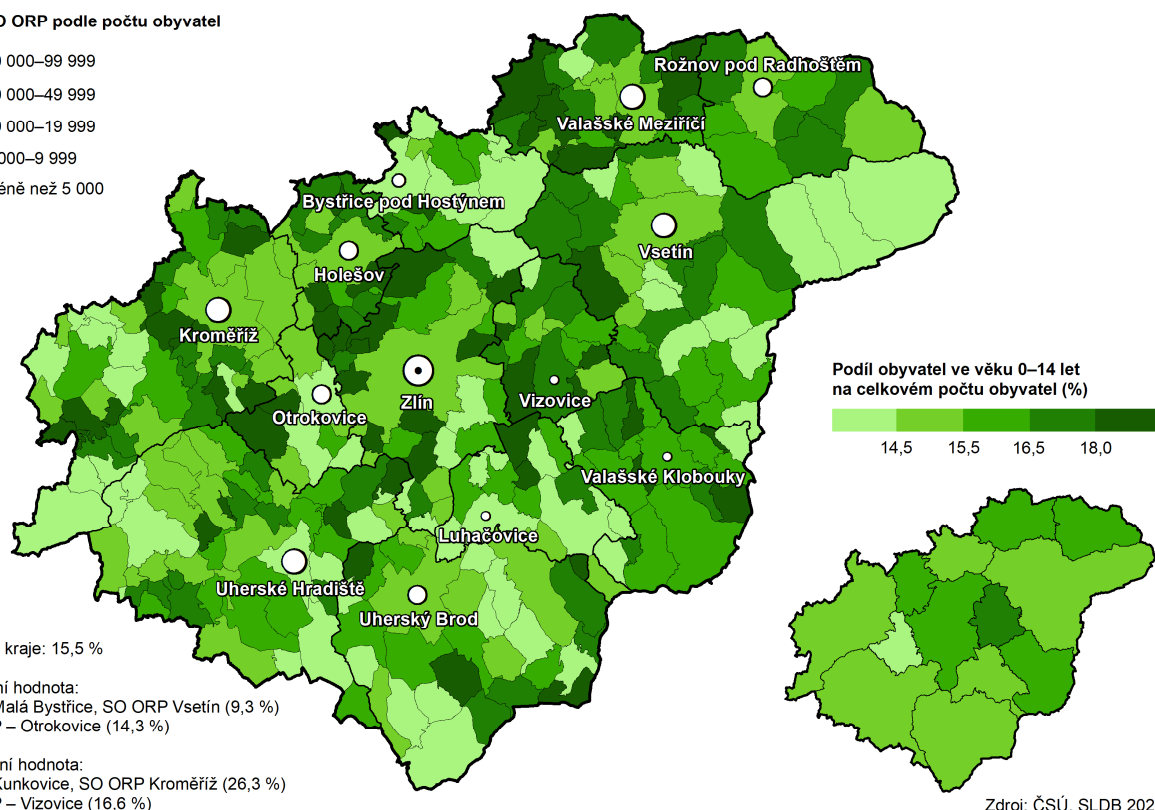 O ORP podle počtu obyvatel
000–99 999
000–49 999
000–19 999
000–9 999
éně než 5 000
Rožnov pod Radhoštěm
Valašské Meziříčí
Bystřice pod Hostýnem
Vsetín
Holešov
Kroměříž
Zlín
Vizovice
Otrokovice
Valašské Klobouky
Luhačovice
Uherské Hradiště
Uherský Brod
Podíl obyvatel ve věku 0–14 let
na celkovém počtu obyvatel (%)
14,5 15,5 16,5 18,0
kraje: 15,5 %
ní hodnota:
Malá Bystřice, SO ORP Vsetín (9,3 %)
P – Otrokovice (14,3 %)
ní hodnota:
Kunkovice, SO ORP Kroměříž (26,3 %)
P – Vizovice (16,6 %)
Zdroj: ČSÚ, SLDB 202